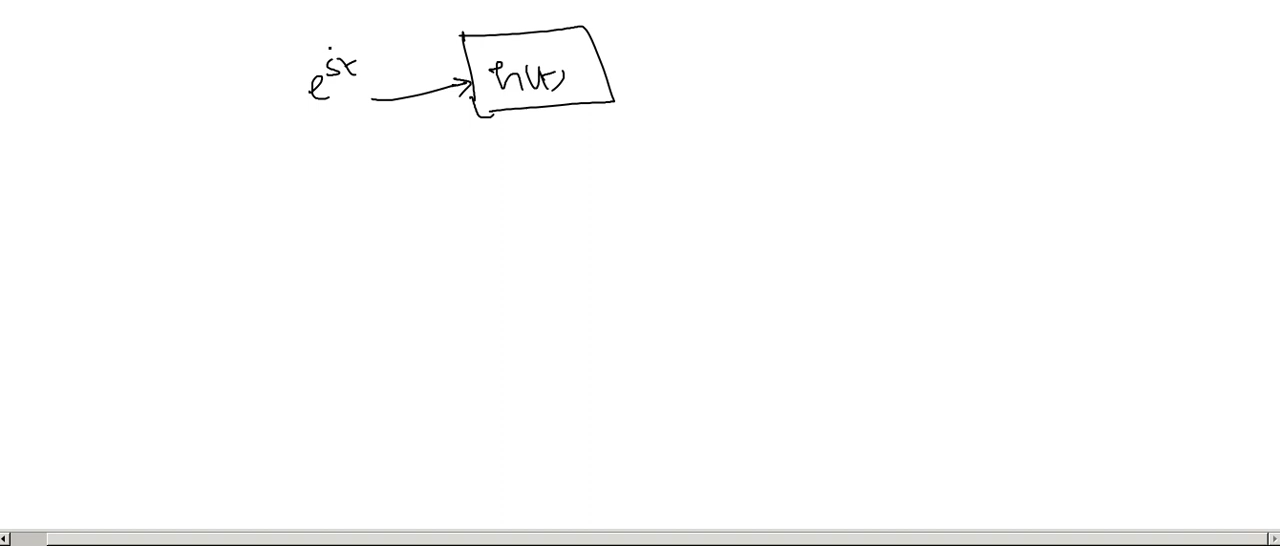 e^{st} → h(t)